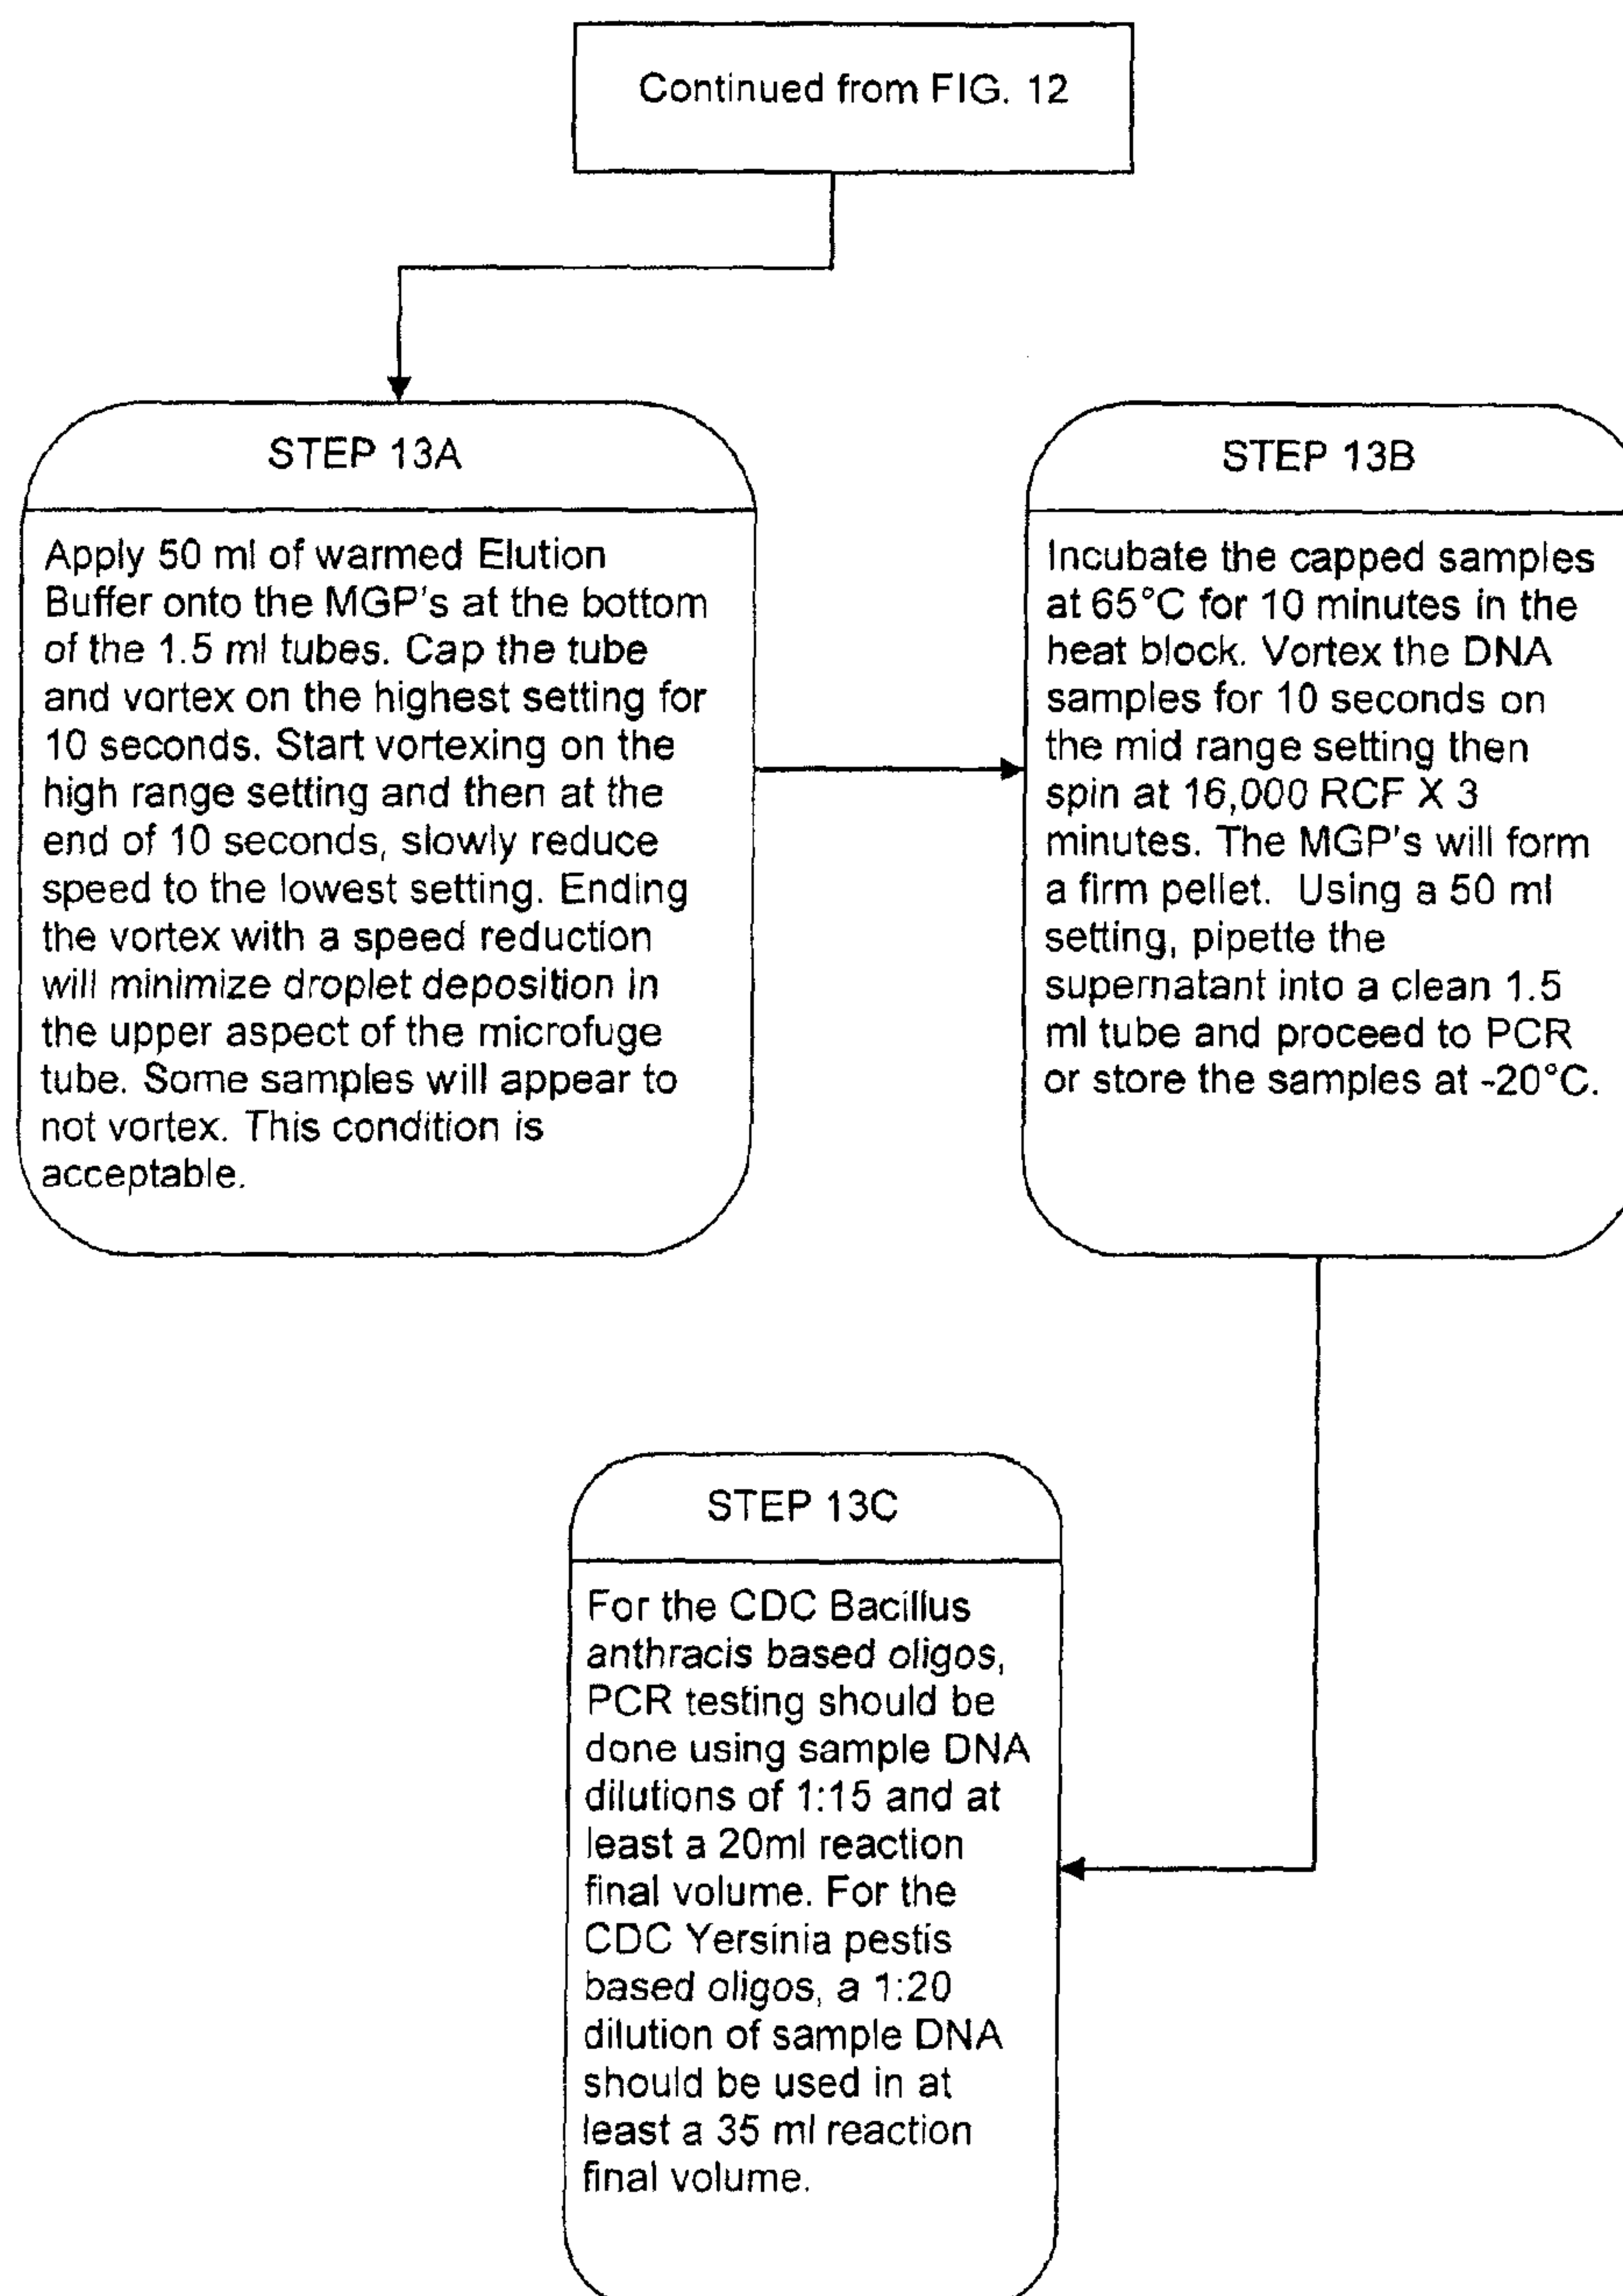 Continued from FIG. 12
STEP 13A
Apply 50 ml of warmed Elution
Buffer onto the MGP's at the bottom
of the 1.5 ml tubes. Cap the tube
and vortex on the highest setting for
10 seconds. Start vortexing on the
high range setting and then at the
end of 10 seconds, slowly reduce
speed to the lowest setting. Ending
the vortex with a speed reduction
will minimize droplet deposition in
the upper aspect of the microfuge
tube. Some samples will appear to
not vortex. This condition is
acceptable.
STEP 13B
Incubate the capped samples
at 65°C for 10 minutes in the
heat block. Vortex the DNA
samples for 10 seconds on
the mid range setting then
spin at 16,000 RCF X 3
minutes. The MGP's will form
a firm pellet. Using a 50 ml
setting, pipette the
supernatant into a clean 1.5
ml tube and proceed to PCR
or store the samples at -20°C.
STEP 13C
For the CDC Bacillus
anthracis based oligos,
PCR testing should be
done using sample DNA
dilutions of 1:15 and at
least a 20ml reaction
final volume. For the
CDC Yersinia pestis
based oligos, a 1:20
dilution of sample DNA
should be used in at
least a 35 ml reaction
final volume.